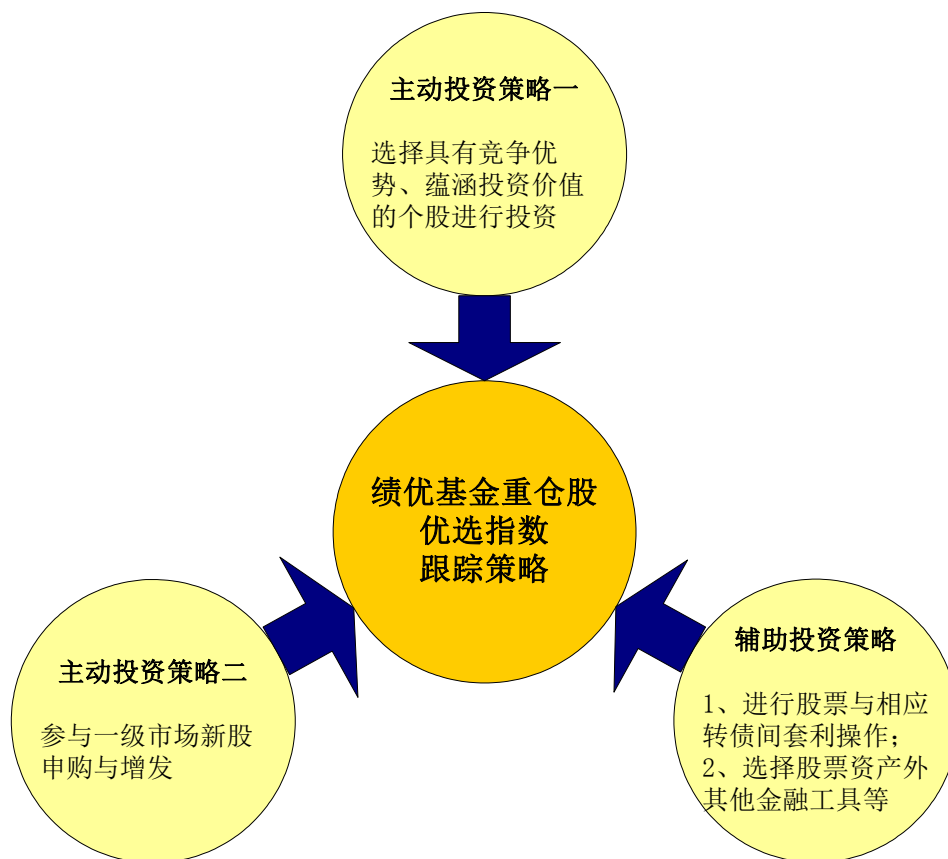 主动投资策略一
选择具有竞争优
势、蕴涵投资价值
的个股进行投资
绩优基金重仓股
优选指数
跟踪策略
主动投资策略二
参与一级市场新股
申购与增发
辅助投资策略
1、进行股票与相应
转债间套利操作；
2、选择股票资产外
其他金融工具等